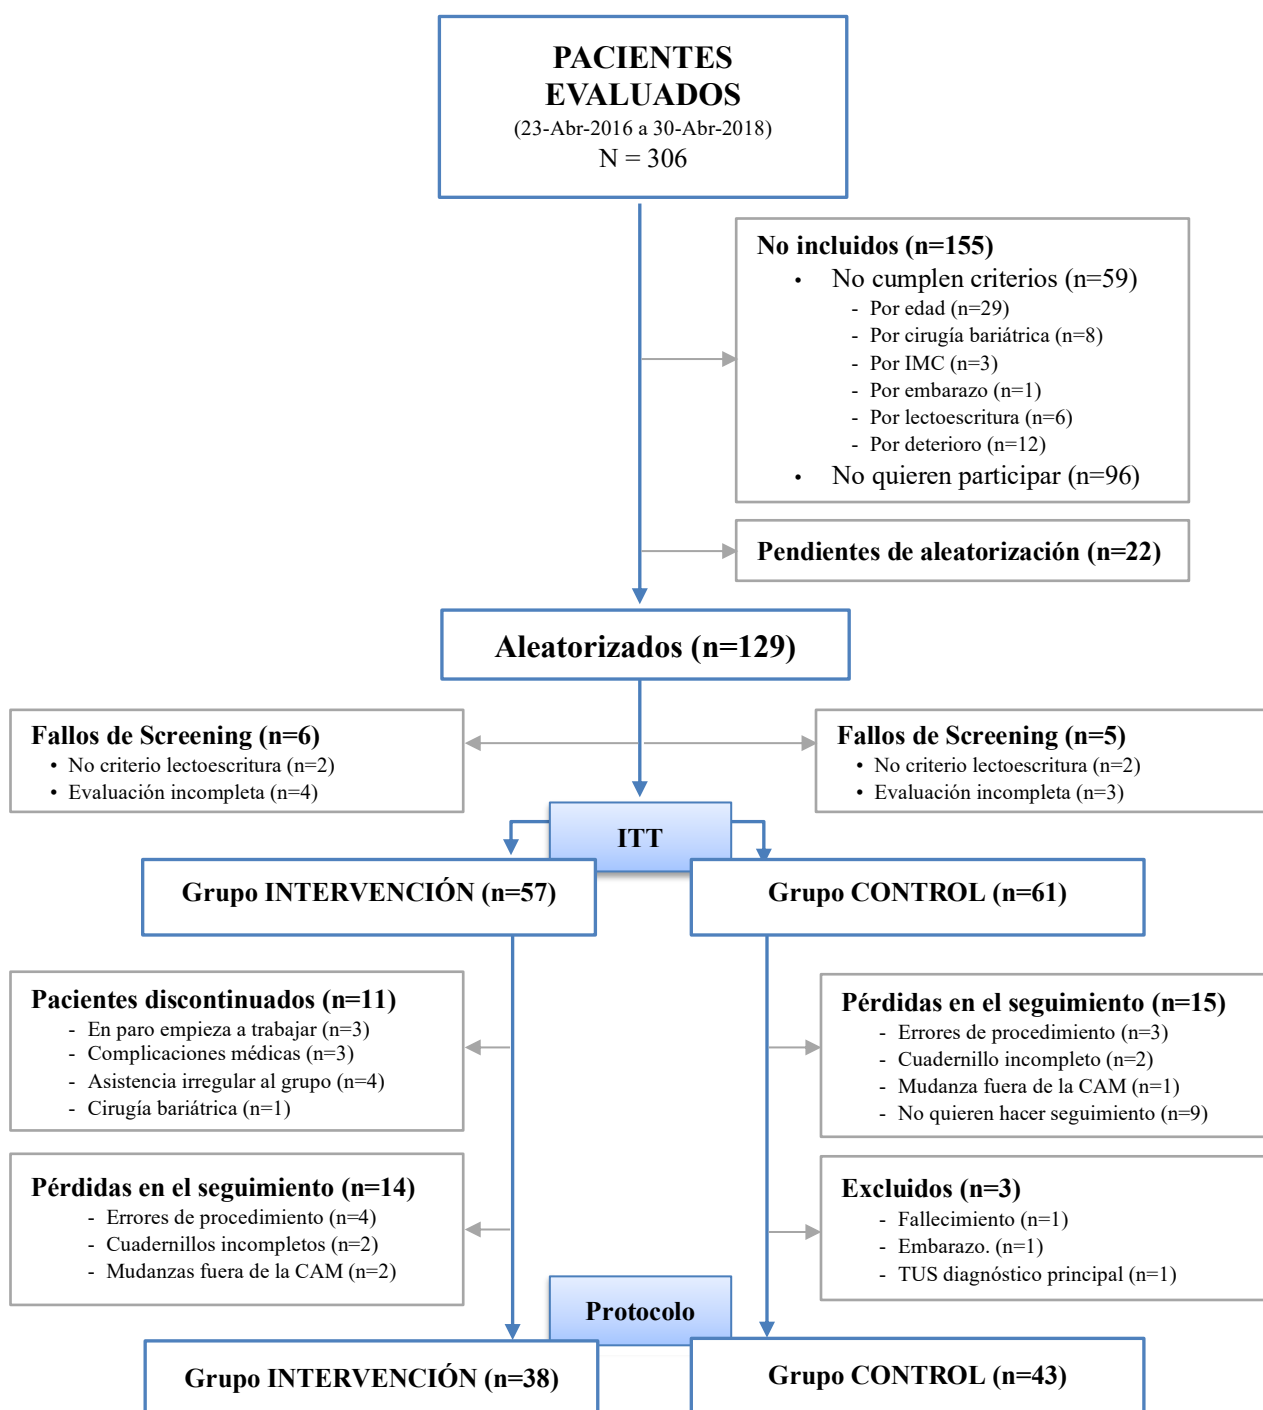 PACIENTES
EVALUADOS
(23-Abr-2016 a 30-Abr-2018)
N = 306
No incluidos (n=155)
• No cumplen criterios (n=59)
- Por edad (n=29)
- Por cirugía bariátrica (n=8)
- Por IMC (n=3)
- Por embarazo (n=1)
- Por lectoescritura (n=6)
- Por deterioro (n=12)
• No quieren participar (n=96)
Pendientes de aleatorización (n=22)
Aleatorizados (n=129)
Fallos de Screening (n=6)
• No criterio lectoescritura (n=2)
• Evaluación incompleta (n=4)
Fallos de Screening (n=5)
• No criterio lectoescritura (n=2)
• Evaluación incompleta (n=3)
ITT
Grupo INTERVENCIÓN (n=57)
Grupo CONTROL (n=61)
Pacientes discontinuados (n=11)
- En paro empieza a trabajar (n=3)
- Complicaciones médicas (n=3)
- Asistencia irregular al grupo (n=4)
- Cirugía bariátrica (n=1)
Pérdidas en el seguimiento (n=15)
- Errores de procedimiento (n=3)
- Cuadernillo incompleto (n=2)
- Mudanza fuera de la CAM (n=1)
- No quieren hacer seguimiento (n=9)
Pérdidas en el seguimiento (n=14)
- Errores de procedimiento (n=4)
- Cuadernillos incompletos (n=2)
- Mudanzas fuera de la CAM (n=2)
Excluidos (n=3)
- Fallecimiento (n=1)
- Embarazo. (n=1)
- TUS diagnóstico principal (n=1)
Protocolo
Grupo INTERVENCIÓN (n=38)
Grupo CONTROL (n=43)